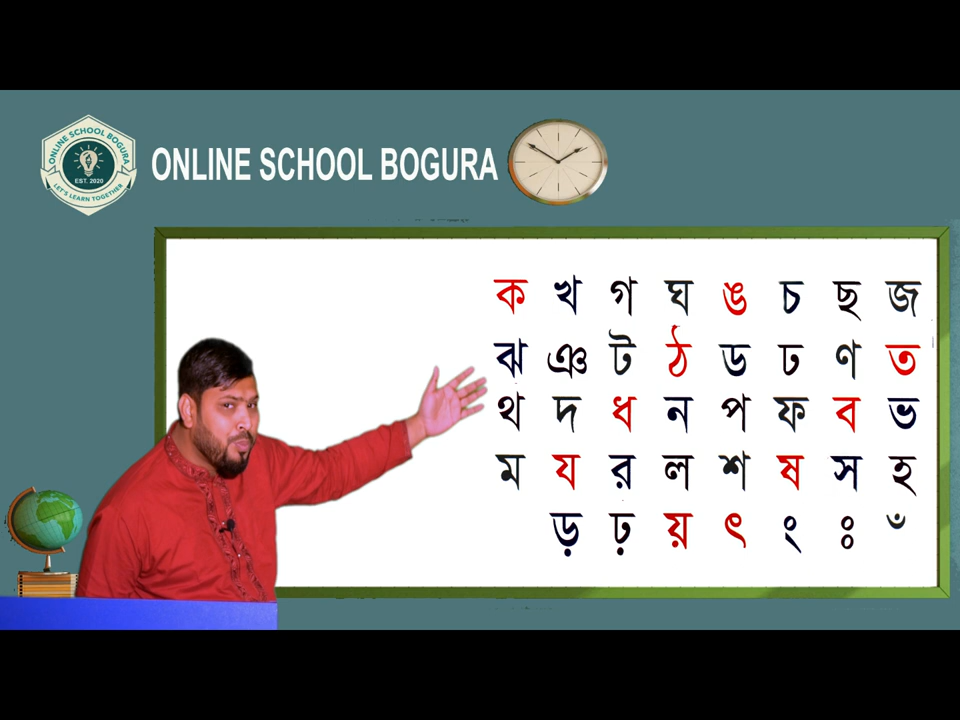 ONLINE SCHOOL BOGURA
EST. 2020
LET'S LEARN TOGETHER
ONLINE SCHOOL BOGURA
ক খ গ ঘ ঙ চ ছ জ
ঝ ঞ ট ঠ ড ঢ ণ ত
থ দ ধ ন প ফ ব ভ
ম য র ল শ ষ স হ
ড় ঢ় য় ৎ ং ঃ ঁ